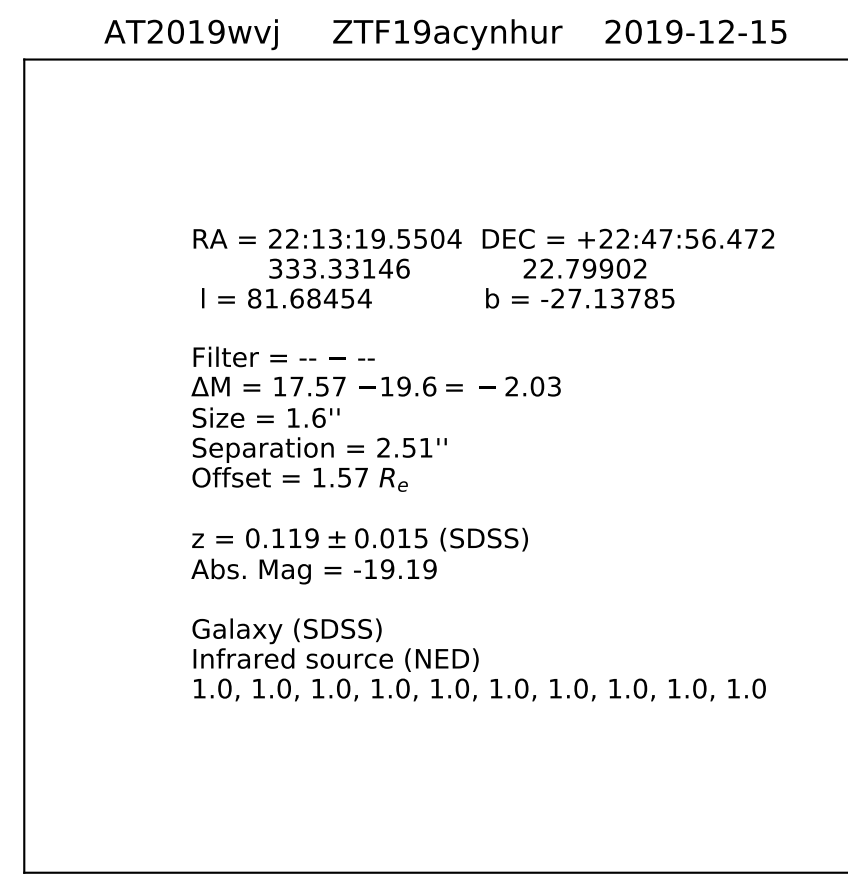 AT2019wvj ZTF19acynhur 2019-12-15
RA = 22:13:19.5504 DEC = +22:47:56.472
333.33146 22.79902
l = 81.68454 b = -27.13785
Filter = -- − --
ΔM = 17.57 −19.6 = − 2.03
Size = 1.6''
Separation = 2.51''
Offset = 1.57 Re
z = 0.119 ± 0.015 (SDSS)
Abs. Mag = -19.19
Galaxy (SDSS)
Infrared source (NED)
1.0, 1.0, 1.0, 1.0, 1.0, 1.0, 1.0, 1.0, 1.0, 1.0